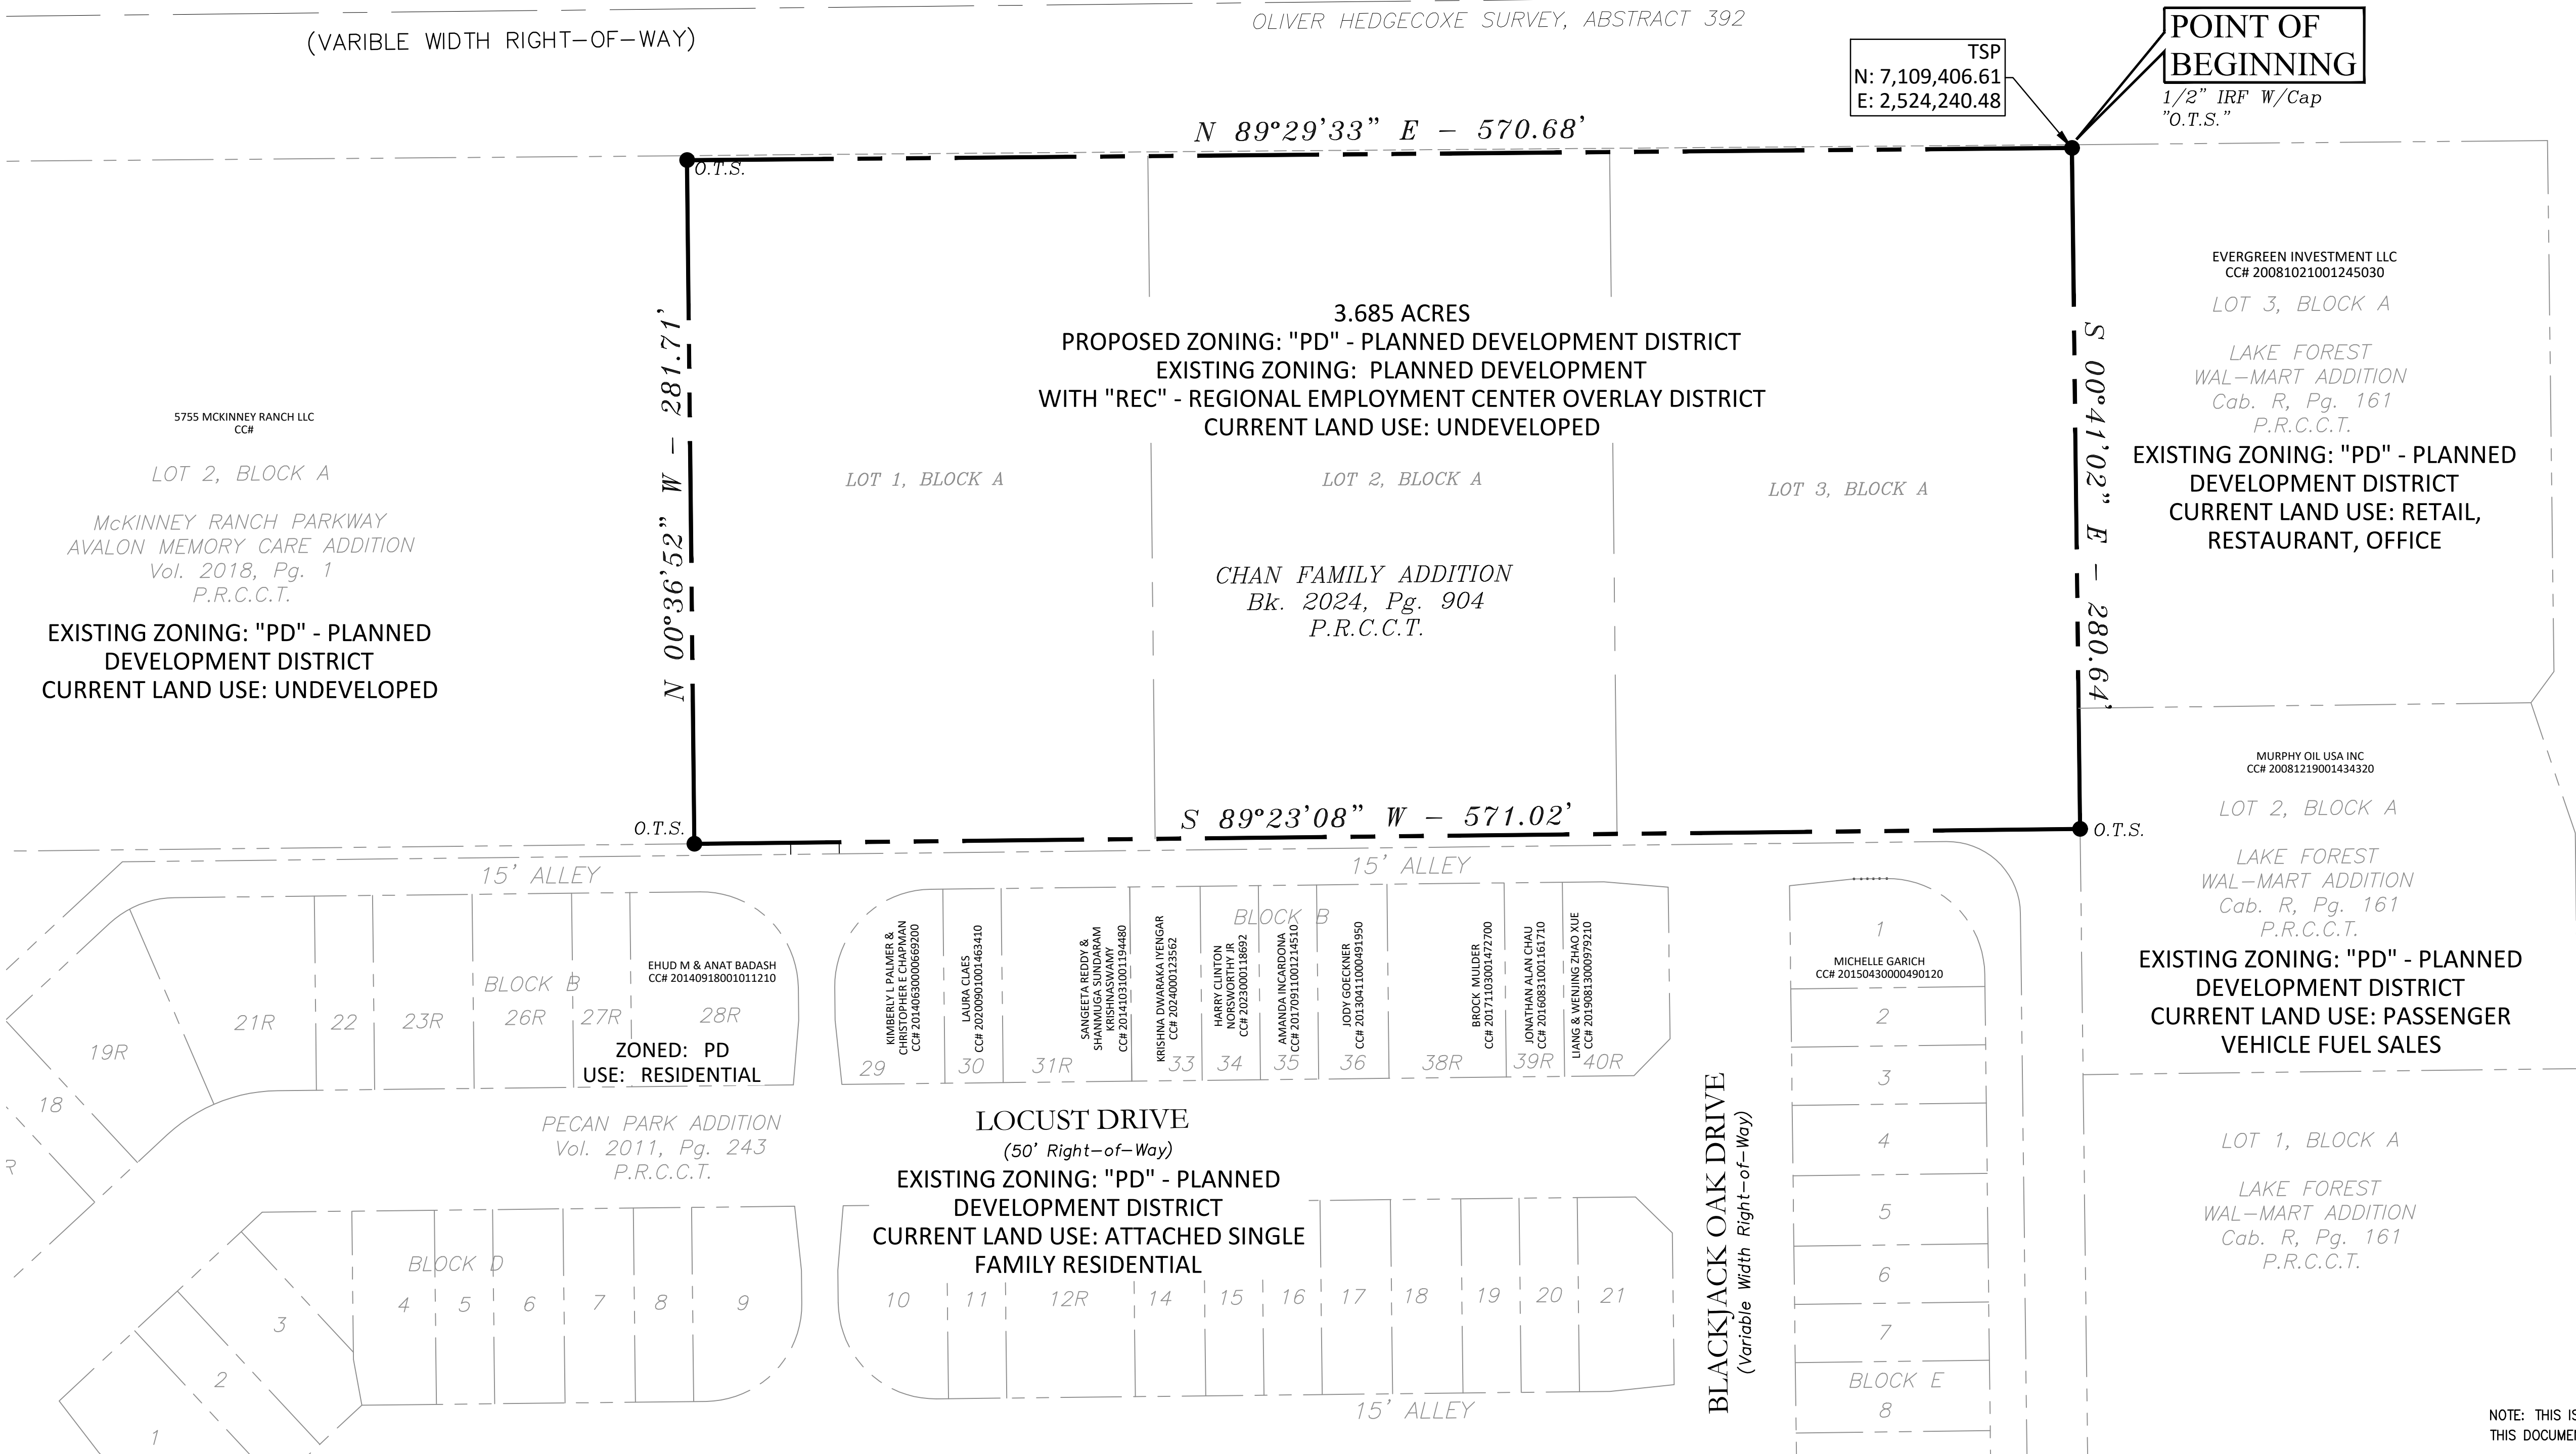 OLIVER HEDGECOXE SURVEY, ABSTRACT 392
(VARIBLE WIDTH RIGHT-OF-WAY)
POINT OF
BEGINNING
1/2" IRF W/Cap
"O.T.S."
TSP
N: 7,109,406.61
E: 2,524,240.48
N 89°29'33" E - 570.68'
O.T.S.
N 00°36'52" W - 281.71'
S 00°41'02" E - 280.64'
S 89°23'08" W - 571.02'
O.T.S.
O.T.S.
3.685 ACRES
PROPOSED ZONING: "PD" - PLANNED DEVELOPMENT DISTRICT
EXISTING ZONING: PLANNED DEVELOPMENT
WITH "REC" - REGIONAL EMPLOYMENT CENTER OVERLAY DISTRICT
CURRENT LAND USE: UNDEVELOPED
LOT 1, BLOCK A
LOT 2, BLOCK A
LOT 3, BLOCK A
CHAN FAMILY ADDITION
Bk. 2024, Pg. 904
P.R.C.C.T.
5755 MCKINNEY RANCH LLC
CC#
LOT 2, BLOCK A
McKINNEY RANCH PARKWAY
AVALON MEMORY CARE ADDITION
Vol. 2018, Pg. 1
P.R.C.C.T.
EXISTING ZONING: "PD" - PLANNED
DEVELOPMENT DISTRICT
CURRENT LAND USE: UNDEVELOPED
EVERGREEN INVESTMENT LLC
CC# 20081021001245030
LOT 3, BLOCK A
LAKE FOREST
WAL-MART ADDITION
Cab. R, Pg. 161
P.R.C.C.T.
EXISTING ZONING: "PD" - PLANNED
DEVELOPMENT DISTRICT
CURRENT LAND USE: RETAIL,
RESTAURANT, OFFICE
MURPHY OIL USA INC
CC# 20081219001434320
LOT 2, BLOCK A
LAKE FOREST
WAL-MART ADDITION
Cab. R, Pg. 161
P.R.C.C.T.
EXISTING ZONING: "PD" - PLANNED
DEVELOPMENT DISTRICT
CURRENT LAND USE: PASSENGER
VEHICLE FUEL SALES
LOT 1, BLOCK A
LAKE FOREST
WAL-MART ADDITION
Cab. R, Pg. 161
P.R.C.C.T.
15' ALLEY
15' ALLEY
BLOCK B
EHUD M & ANAT BADASH
CC# 20140918001011210
R
18
19R
21R
22
23R
26R
27R
28R
ZONED: PD
USE: RESIDENTIAL
PECAN PARK ADDITION
Vol. 2011, Pg. 243
P.R.C.C.T.
BLOCK B
KIMBERLY L PALMER &
CHRISTOPHER E CHAPMAN
CC# 20140630000669200
29
LAURA CLAES
CC# 20200901001463410
30
SANGEETA REDDY &
SHANMUGA SUNDARAM
KRISHNASWAMY
CC# 20141031001194480
31R
KRISHNA DWARAKA IYENGAR
CC# 2024000123562
33
HARRY CLINTON
NORSWORTHY JR
CC# 2023000118692
34
AMANDA INCARDONA
CC# 20170911001214510
35
JODY GOECKNER
CC# 20130411000491950
36
BROCK MULDER
CC# 20171103001472700
38R
JONATHAN ALAN CHAU
CC# 20160831001161710
39R
LIANG & WENJING ZHAO XUE
CC# 20190813000979210
40R
LOCUST DRIVE
(50' Right-of-Way)
EXISTING ZONING: "PD" - PLANNED
DEVELOPMENT DISTRICT
CURRENT LAND USE: ATTACHED SINGLE
FAMILY RESIDENTIAL
BLACKJACK OAK DRIVE
(Variable Width Right-of-Way)
1
MICHELLE GARICH
CC# 20150430000490120
2
3
4
5
6
7
BLOCK E
8
BLOCK D
1
2
3
4
5
6
7
8
9
10
11
12R
14
15
16
17
18
19
20
21
15' ALLEY
NOTE: THIS IS
THIS DOCUME